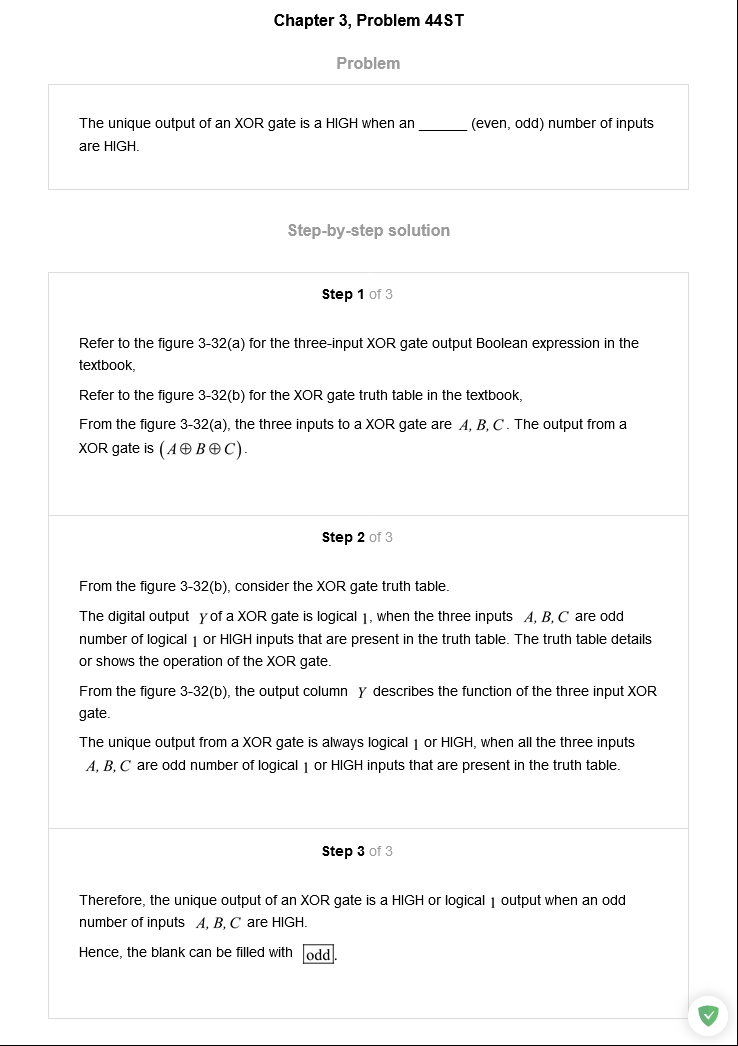 Chapter 3, Problem 44ST
Problem
The unique output of an XOR gate is a HIGH when an ______ (even, odd) number of inputs
are HIGH.
Step-by-step solution
Step 1 of 3
Refer to the figure 3-32(a) for the three-input XOR gate output Boolean expression in the
textbook,
Refer to the figure 3-32(b) for the XOR gate truth table in the textbook,
From the figure 3-32(a), the three inputs to a XOR gate are A, B, C. The output from a
XOR gate is (A⊕B⊕C).
Step 2 of 3
From the figure 3-32(b), consider the XOR gate truth table.
The digital output Y of a XOR gate is logical 1, when the three inputs A, B, C are odd
number of logical 1 or HIGH inputs that are present in the truth table. The truth table details
or shows the operation of the XOR gate.
From the figure 3-32(b), the output column Y describes the function of the three input XOR
gate.
The unique output from a XOR gate is always logical 1 or HIGH, when all the three inputs
A, B, C are odd number of logical 1 or HIGH inputs that are present in the truth table.
Step 3 of 3
Therefore, the unique output of an XOR gate is a HIGH or logical 1 output when an odd
number of inputs A, B, C are HIGH.
Hence, the blank can be filled with odd.